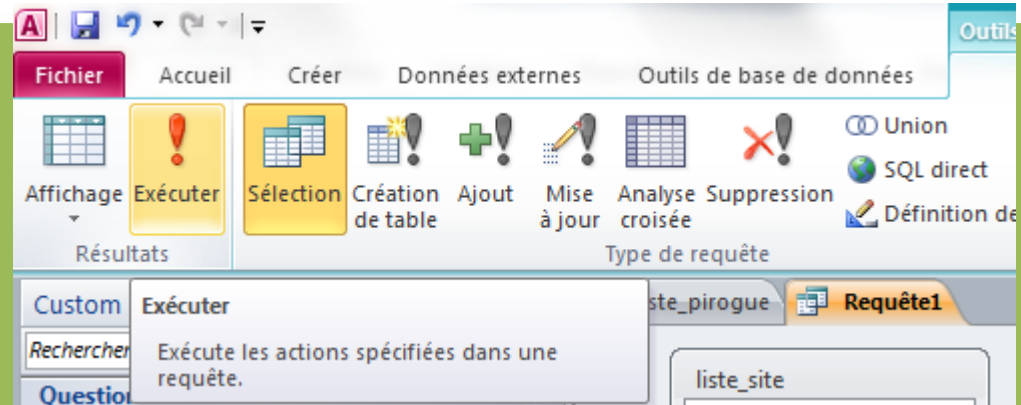 A
Outils
Fichier Accueil Créer Données externes Outils de base de données
Affichage Exécuter Sélection Création de table Ajout Mise à jour Analyse croisée Suppression
Union
SQL direct
Définition de
Résultats Type de requête
Custom
Exécuter
ste_pirogue Requête1
Rechercher
Exécute les actions spécifiées dans une
requête.
liste_site
Question